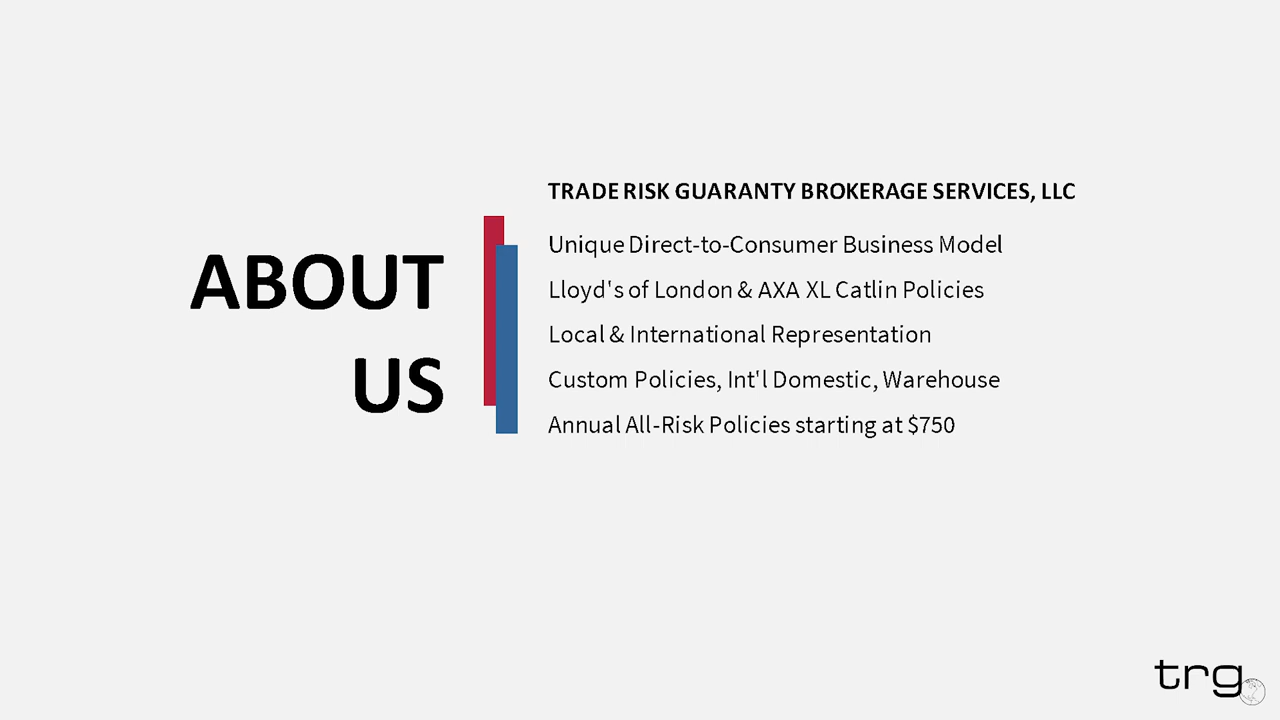 ABOUT
US
TRADE RISK GUARANTY BROKERAGE SERVICES, LLC
Unique Direct-to-Consumer Business Model
Lloyd's of London & AXA XL Catlin Policies
Local & International Representation
Custom Policies, Int'l Domestic, Warehouse
Annual All-Risk Policies starting at $750
trg